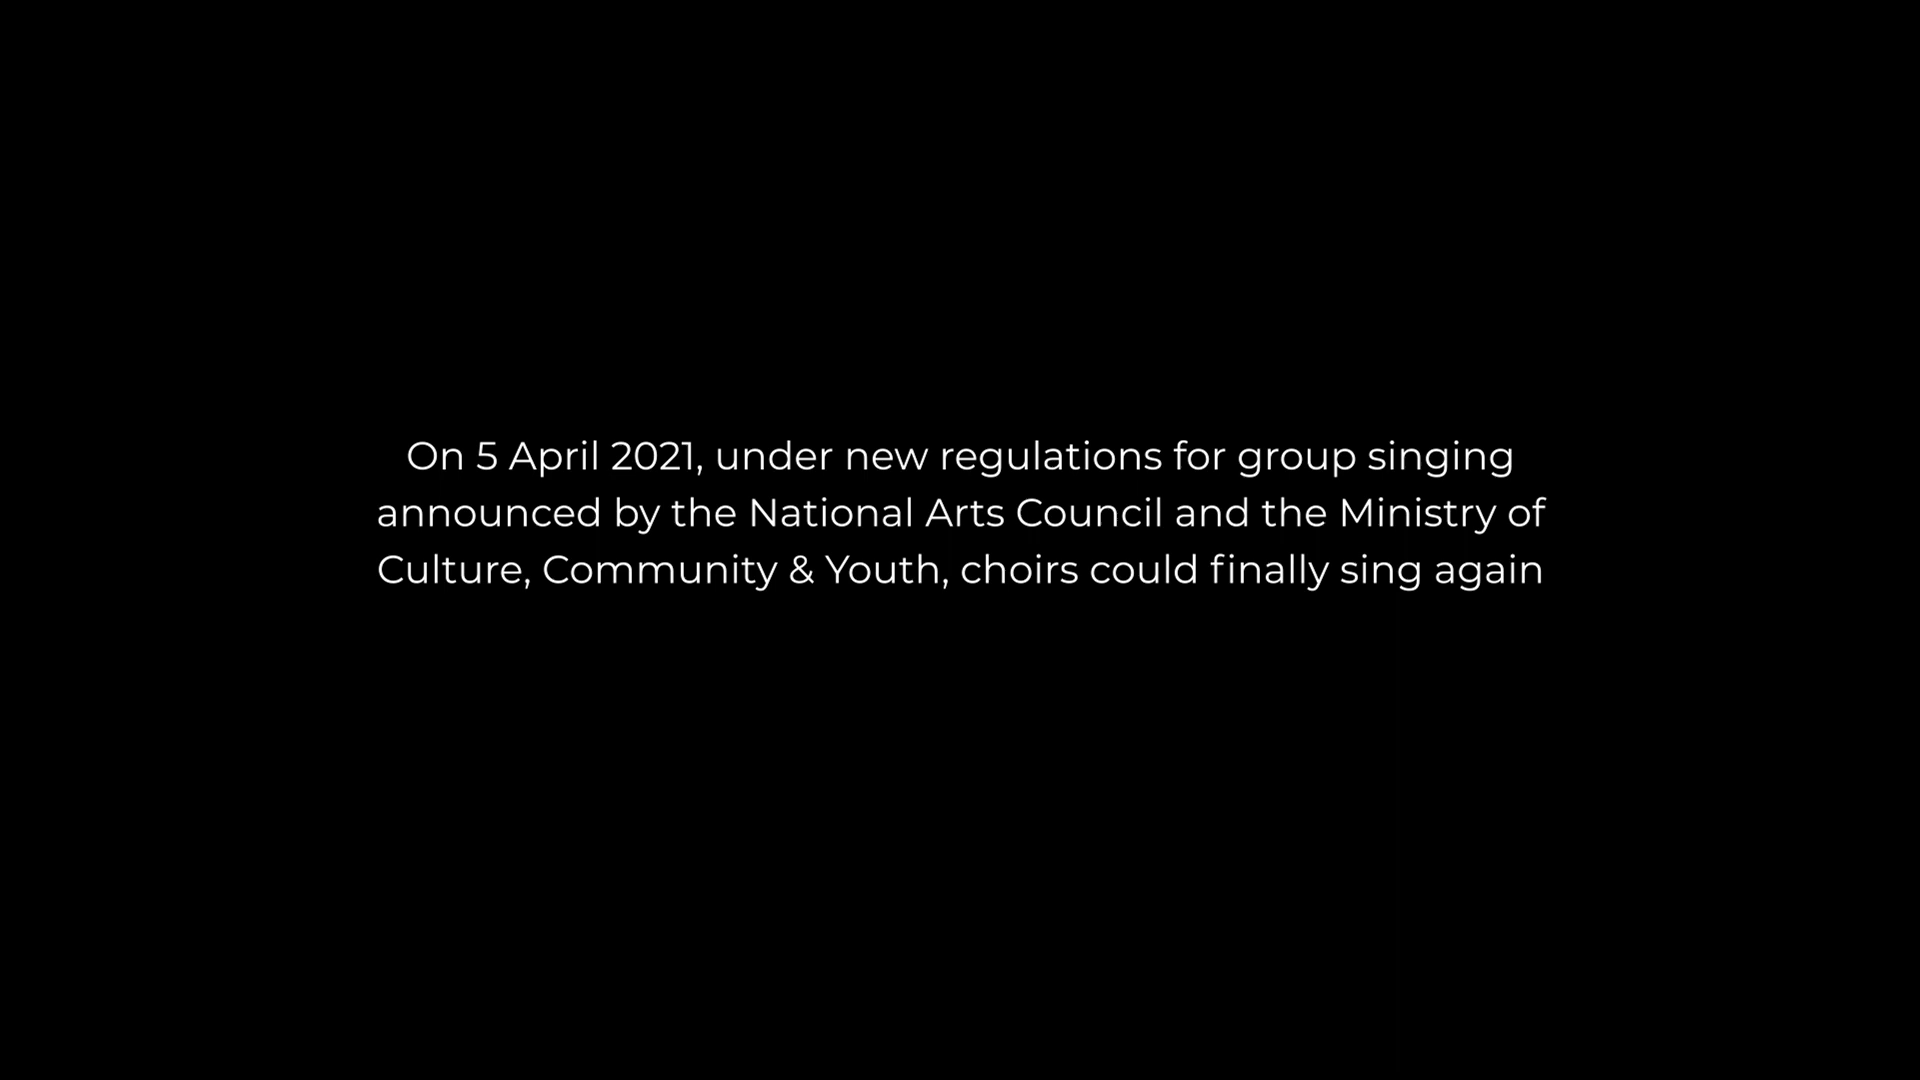 On 5 April 2021, under new regulations for group singing
announced by the National Arts Council and the Ministry of
Culture, Community & Youth, choirs could finally sing again